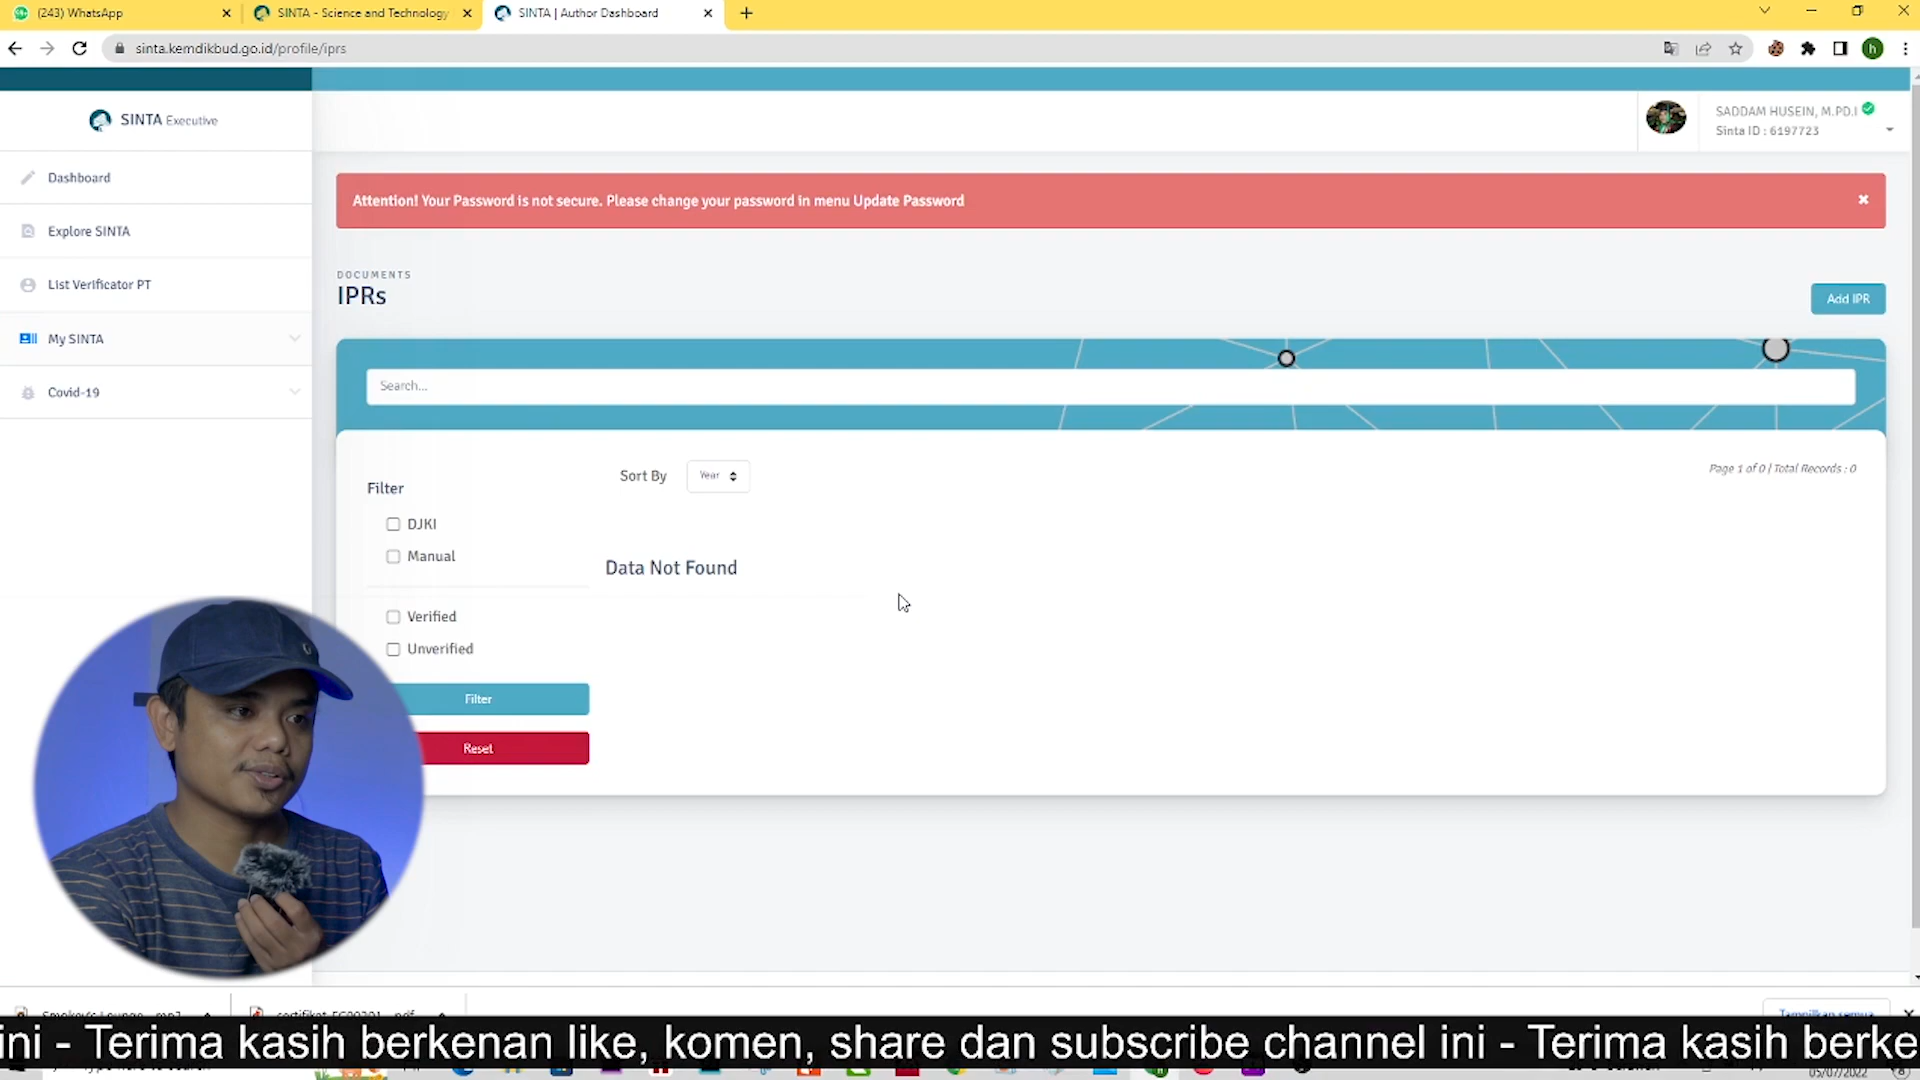 (243) WhatsApp
SINTA - Science and Technology
SINTA | Author Dashboard
sinta.kemdikbud.go.id/profile/iprs
SINTA Executive
SADDAM HUSEIN, M.PD.I
Sinta ID : 6197723
Dashboard
Explore SINTA
List Verificator PT
My SINTA
Covid-19
Attention! Your Password is not secure. Please change your password in menu Update Password
DOCUMENTS
IPRs
Add IPR
Search...
Filter
DJKI
Manual
Verified
Unverified
Filter
Reset
Sort By
Year
Page 1 of 0 | Total Records : 0
Data Not Found
Tampilkan semua
ini - Terima kasih berkenan like, komen, share dan subscribe channel ini - Terima kasih berke
05/07/2022